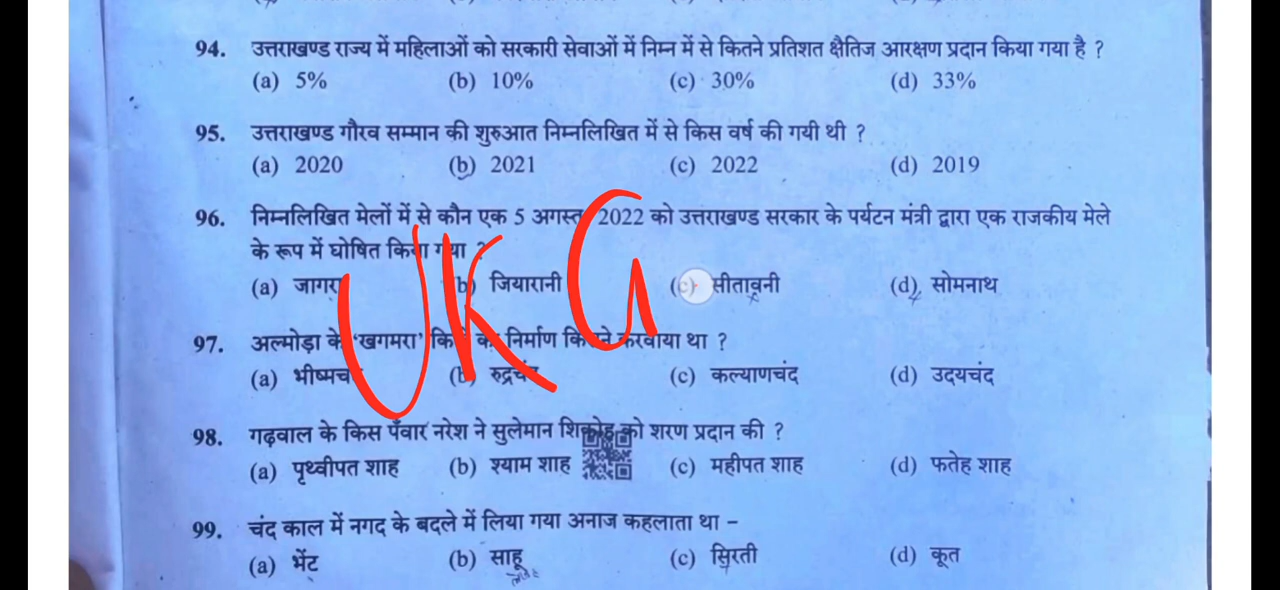 94. उत्तराखण्ड राज्य में महिलाओं को सरकारी सेवाओं में निम्न में से कितने प्रतिशत क्षैतिज आरक्षण प्रदान किया गया है ?
(a) 5% (b) 10% (c) 30% (d) 33%
95. उत्तराखण्ड गौरव सम्मान की शुरुआत निम्नलिखित में से किस वर्ष की गयी थी ?
(a) 2020 (b) 2021 (c) 2022 (d) 2019
96. निम्नलिखित मेलों में से कौन एक 5 अगस्त 2022 को उत्तराखण्ड सरकार के पर्यटन मंत्री द्वारा एक राजकीय मेले
के रूप में घोषित किया गया ?
(a) जागरा (b) जियारानी (c) सीतावनी (d) सोमनाथ
UKG
97. अल्मोड़ा के 'खगमरा' किले का निर्माण किसने करवाया था ?
(a) भीष्मचंद (b) रुद्रचंद (c) कल्याणचंद (d) उदयचंद
98. गढ़वाल के किस पँवार नरेश ने सुलेमान शिकोह को शरण प्रदान की ?
(a) पृथ्वीपत शाह (b) श्याम शाह (c) महीपत शाह (d) फतेह शाह
99. चंद काल में नगद के बदले में लिया गया अनाज कहलाता था –
(a) भेंट (b) साहू (c) सिरती (d) कूत